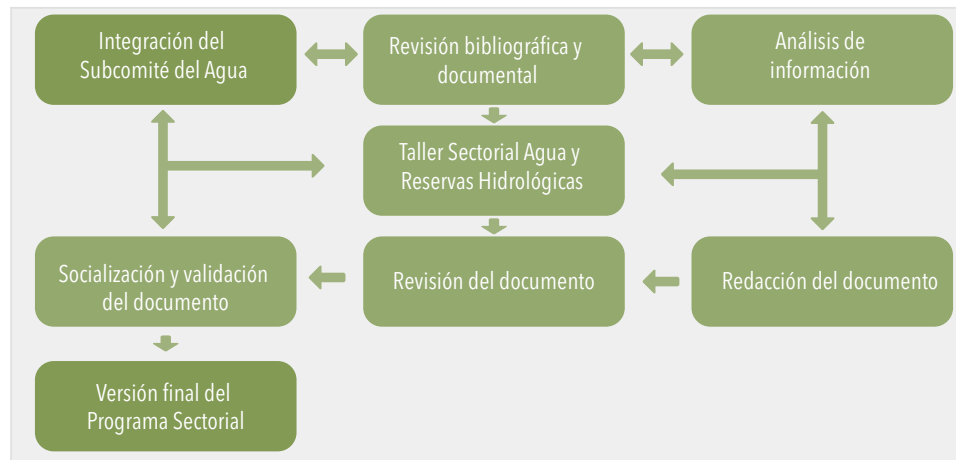 Integración del
Subcomité del Agua
Revisión bibliográfica y
documental
Análisis de
información
Taller Sectorial Agua y
Reservas Hidrológicas
Socialización y validación
del documento
Revisión del documento
Redacción del documento
Versión final del
Programa Sectorial